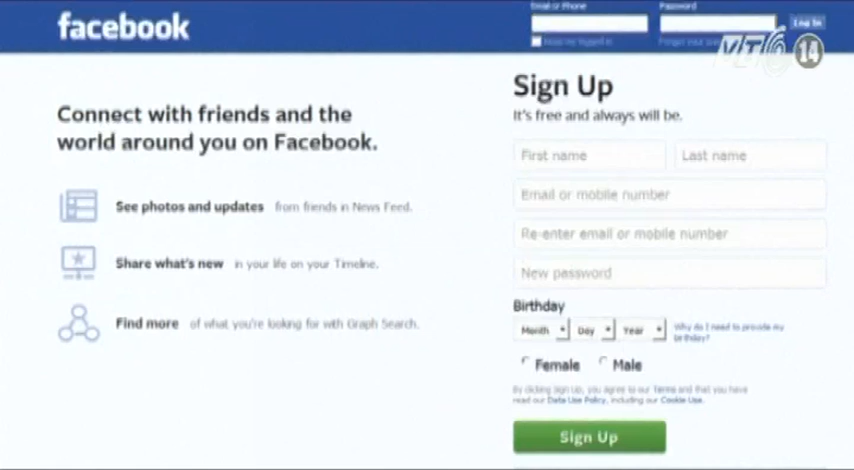 facebook
Email or Phone
Password
Log In
Keep me logged in
VTC 14
Sign Up
It's free and always will be.
Connect with friends and the
world around you on Facebook.
First name
Last name
Email or mobile number
See photos and updates from friends in News Feed.
Re-enter email or mobile number
Share what's new in your life on your Timeline.
New password
Birthday
Month
Day
Year
Why do I need to provide my
birthday?
Find more of what you're looking for with Graph Search.
Female
Male
By clicking Sign Up, you agree to our Terms and that you have
read our Data Use Policy, including our Cookie Use.
Sign Up